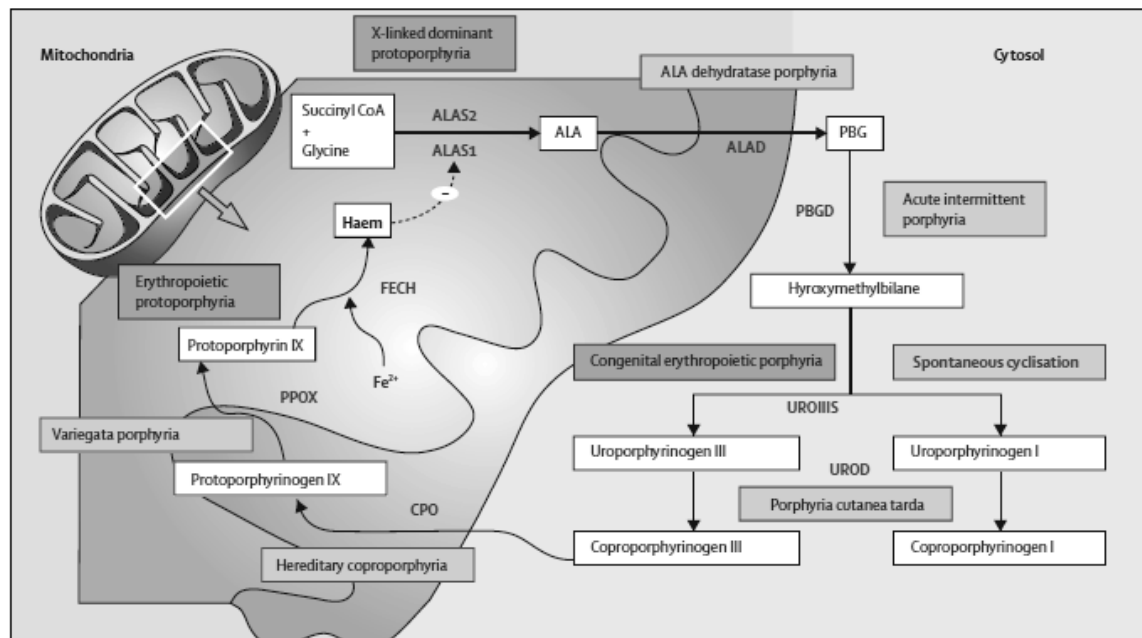 Mitochondria
X-linked dominant
protoporphyria
Cytosol
ALA dehydratase porphyria
Succinyl CoA
+
Glycine
ALAS2
ALAS1
ALA
ALAD
PBG
–
Haem
PBGD
Acute intermittent
porphyria
Erythropoietic
protoporphyria
FECH
Hyroxymethylbilane
Protoporphyrin IX
Fe²⁺
Congenital erythropoietic porphyria
Spontaneous cyclisation
PPOX
UROIIIS
Variegata porphyria
Uroporphyrinogen III
Uroporphyrinogen I
UROD
Protoporphyrinogen IX
Porphyria cutanea tarda
CPO
Coproporphyrinogen III
Coproporphyrinogen I
Hereditary coproporphyria